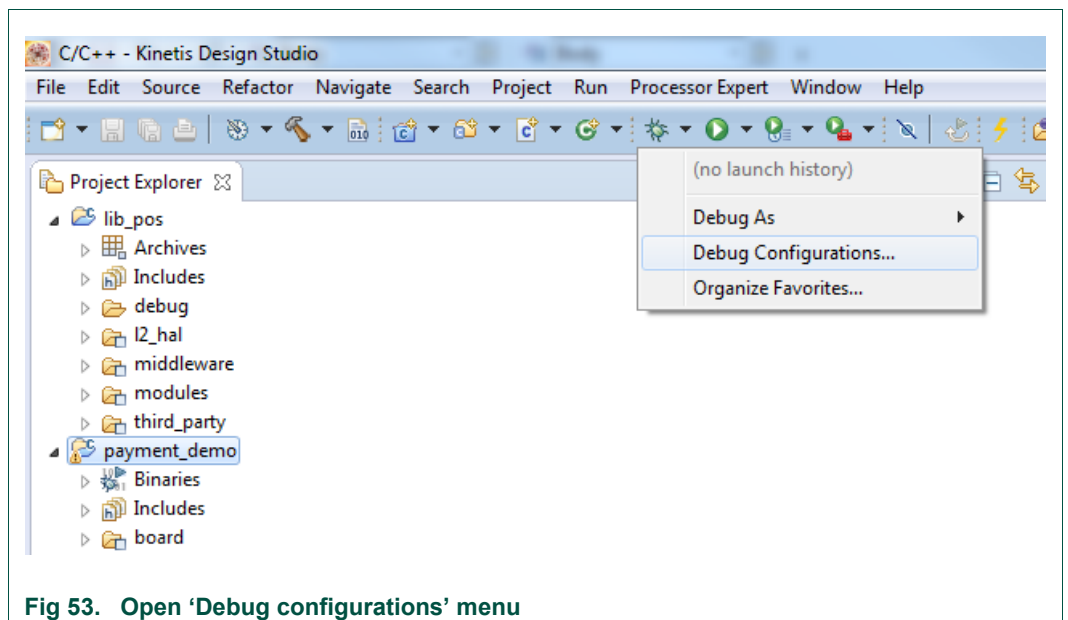 C/C++ - Kinetis Design Studio
File Edit Source Refactor Navigate Search Project Run Processor Expert Window Help
010
Project Explorer
(no launch history)
Debug As
Debug Configurations...
Organize Favorites...
lib_pos
Archives
Includes
debug
l2_hal
middleware
modules
third_party
payment_demo
Binaries
Includes
board
Fig 53. Open ‘Debug configurations’ menu